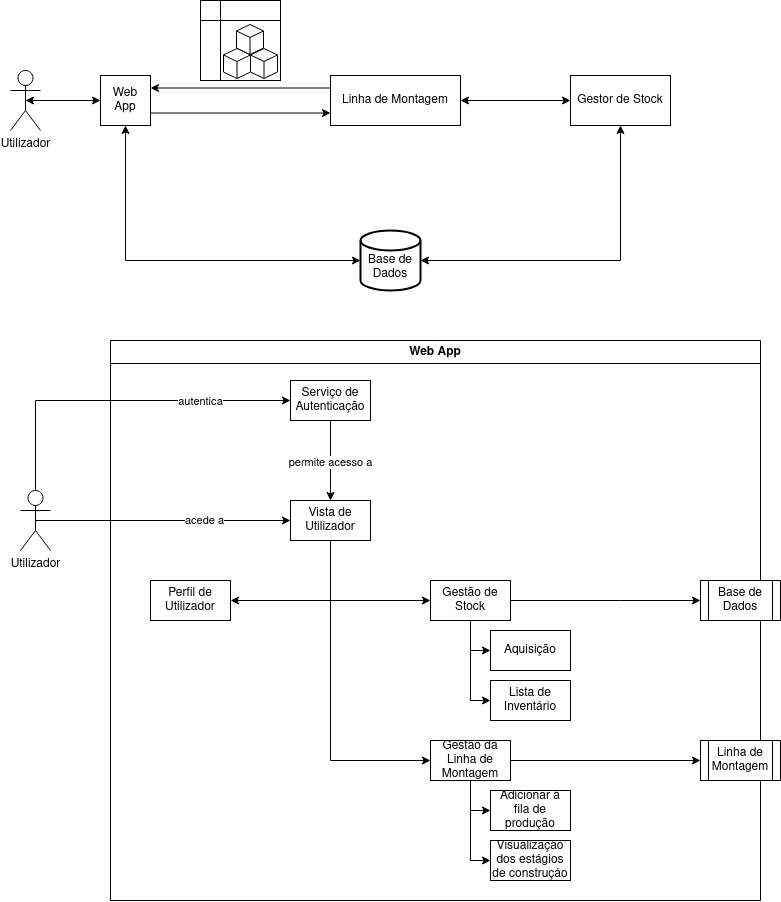 Web
App
Linha de Montagem
Gestor de Stock
Utilizador
Base de
Dados
Web App
Serviço de
Autenticação
autentica
permite acesso a
Vista de
Utilizador
acede a
Utilizador
Perfil de
Utilizador
Gestão de
Stock
Base de
Dados
Aquisição
Lista de
Inventário
Gestão da
Linha de
Montagem
Linha de
Montagem
Adicionar à
fila de
produção
Visualização
dos estágios
de construção